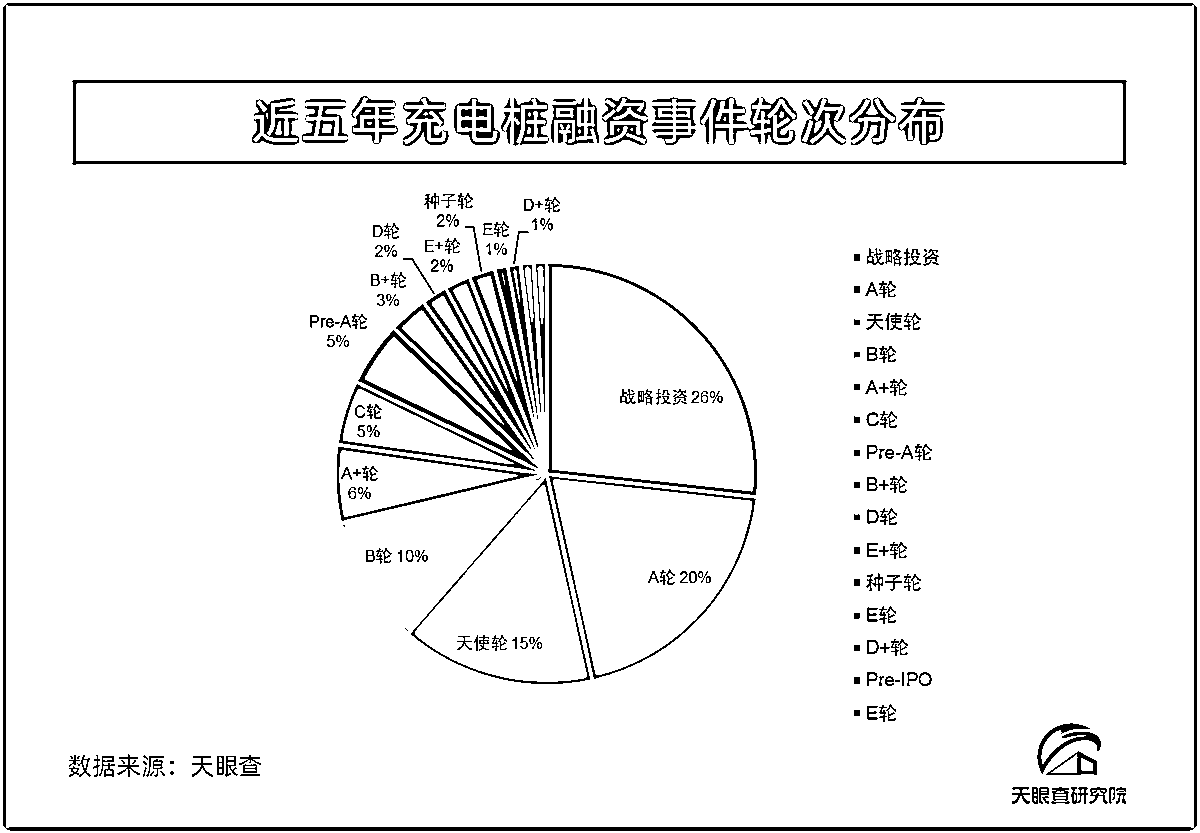 近五年充电桩融资事件轮次分布
种子轮
2%
D+轮
1%
E轮
1%
D轮
2%
E+轮
2%
B+轮
3%
Pre-A轮
5%
C轮
5%
A+轮
6%
B轮 10%
天使轮 15%
A轮 20%
战略投资 26%
战略投资
A轮
天使轮
B轮
A+轮
C轮
Pre-A轮
B+轮
D轮
E+轮
种子轮
E轮
D+轮
Pre-IPO
E轮
数据来源：天眼查
天眼查研究院